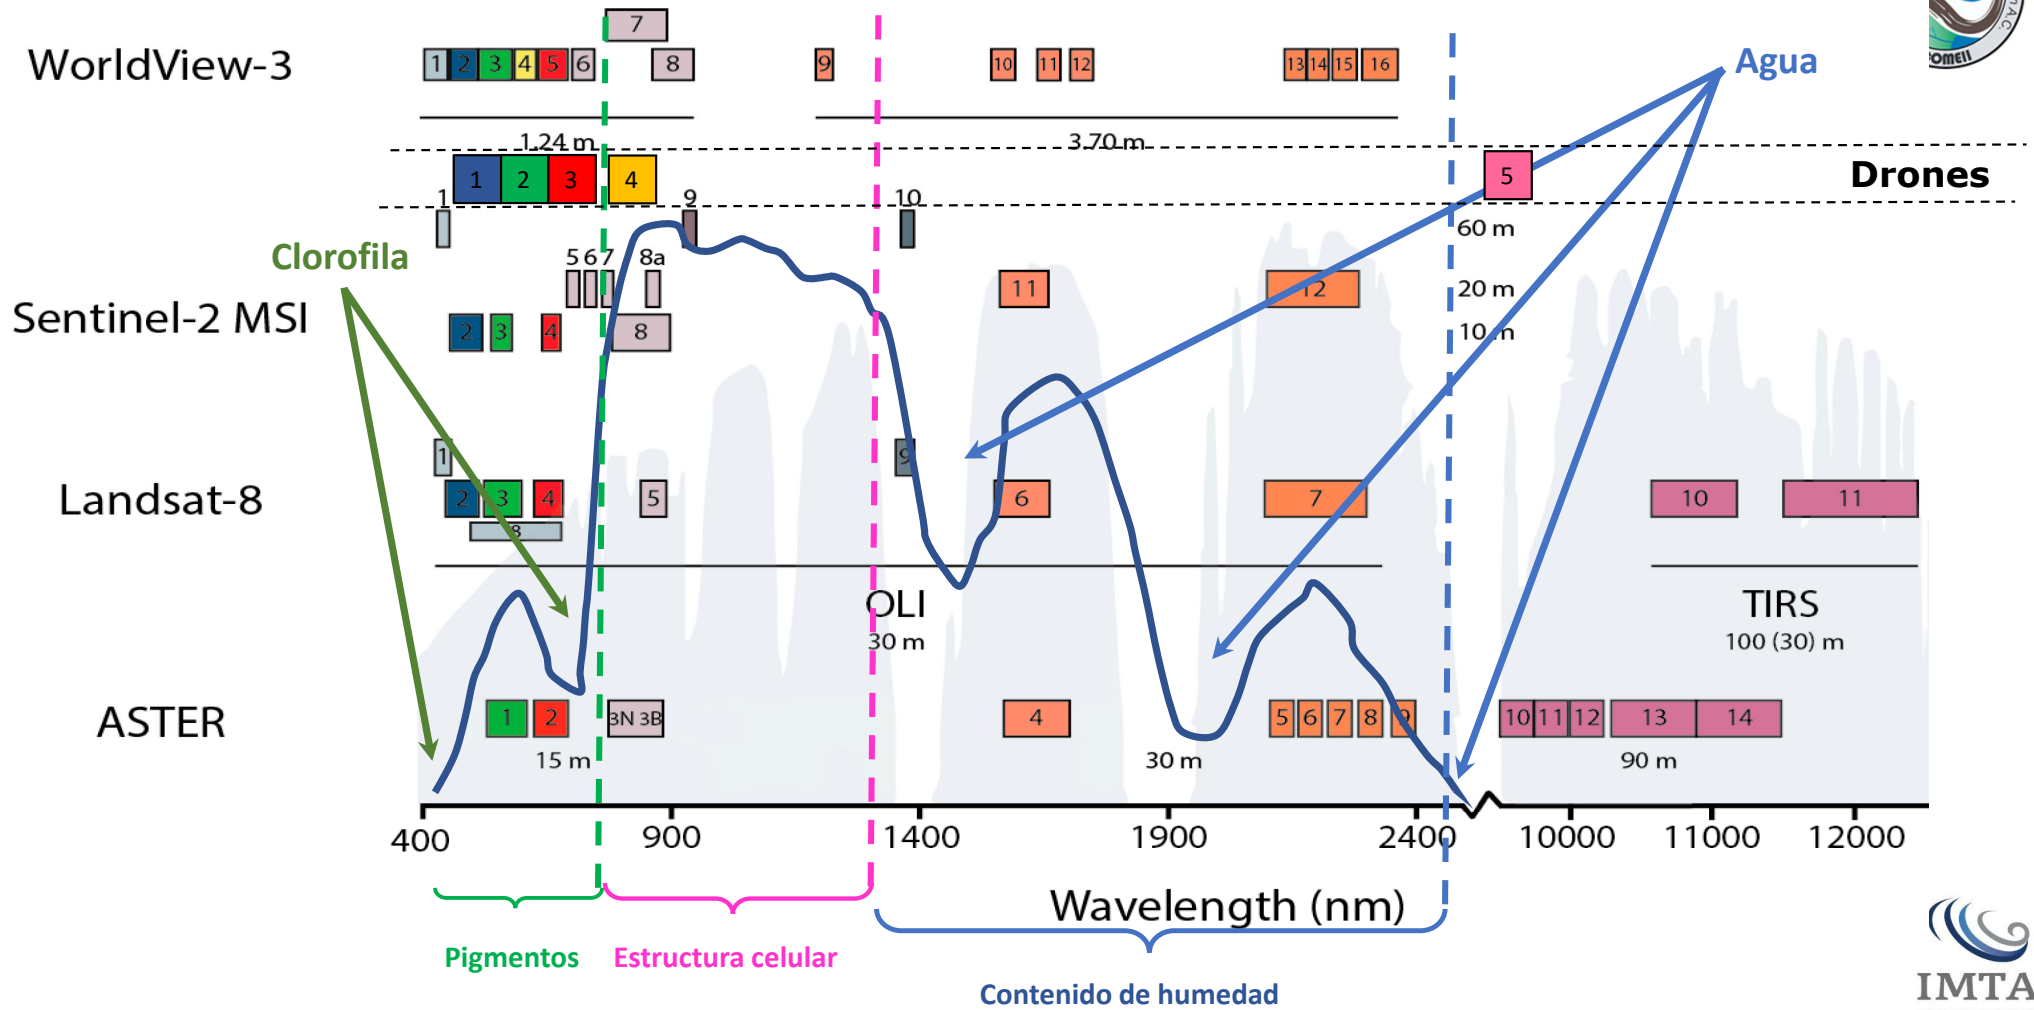 7
WorldView-3
1 2 3 4 5 6 8 9 10 11 12 13 14 15 16
Agua
1.24 m
3.70 m
1 2 3 4 5
Drones
1 9 10
60 m
Clorofila
5 6 7 8a
11 12
20 m
Sentinel-2 MSI
2 3 4 8
10 m
1 9
Landsat-8
2 3 4 5 6 7 10 11
8
OLI
TIRS
30 m
100 (30) m
ASTER
1 2 3N 3B 4 5 6 7 8 9 10 11 12 13 14
15 m
30 m
90 m
400 900 1400 1900 2400 10000 11000 12000
Wavelength (nm)
Pigmentos
Estructura celular
Contenido de humedad
IMTA